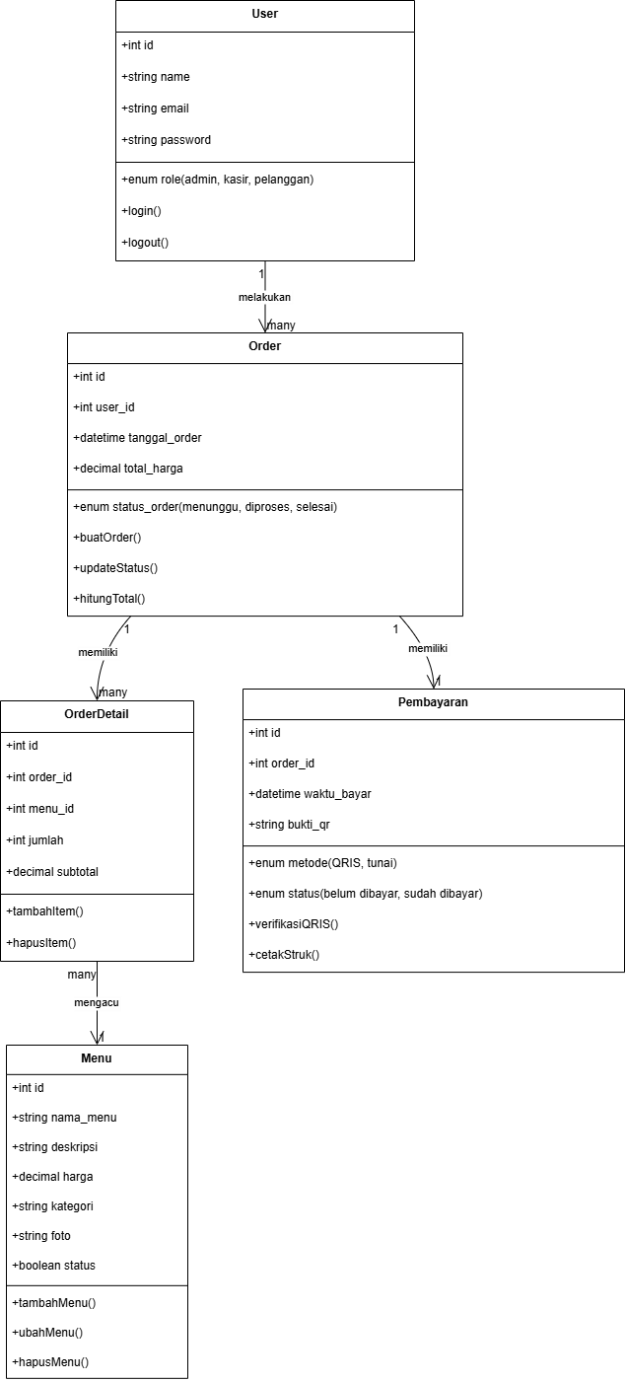 User
+int id
+string name
+string email
+string password
+enum role(admin, kasir, pelanggan)
+login()
+logout()
1
melakukan
many
Order
+int id
+int user_id
+datetime tanggal_order
+decimal total_harga
+enum status_order(menunggu, diproses, selesai)
+buatOrder()
+updateStatus()
+hitungTotal()
1
memiliki
many
1
memiliki
1
OrderDetail
+int id
+int order_id
+int menu_id
+int jumlah
+decimal subtotal
+tambahItem()
+hapusItem()
Pembayaran
+int id
+int order_id
+datetime waktu_bayar
+string bukti_qr
+enum metode(QRIS, tunai)
+enum status(belum dibayar, sudah dibayar)
+verifikasiQRIS()
+cetakStruk()
many
mengacu
1
Menu
+int id
+string nama_menu
+string deskripsi
+decimal harga
+string kategori
+string foto
+boolean status
+tambahMenu()
+ubahMenu()
+hapusMenu()